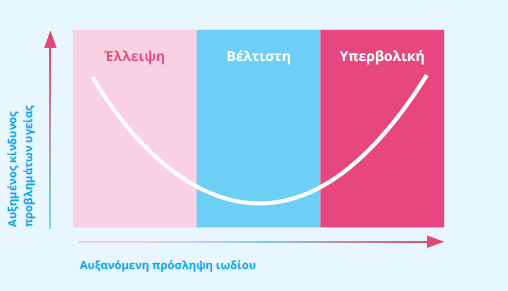 Έλλειψη
Βέλτιστη
Υπερβολική
Αυξημένος κίνδυνος
προβλημάτων υγείας
Αυξανόμενη πρόσληψη ιωδίου